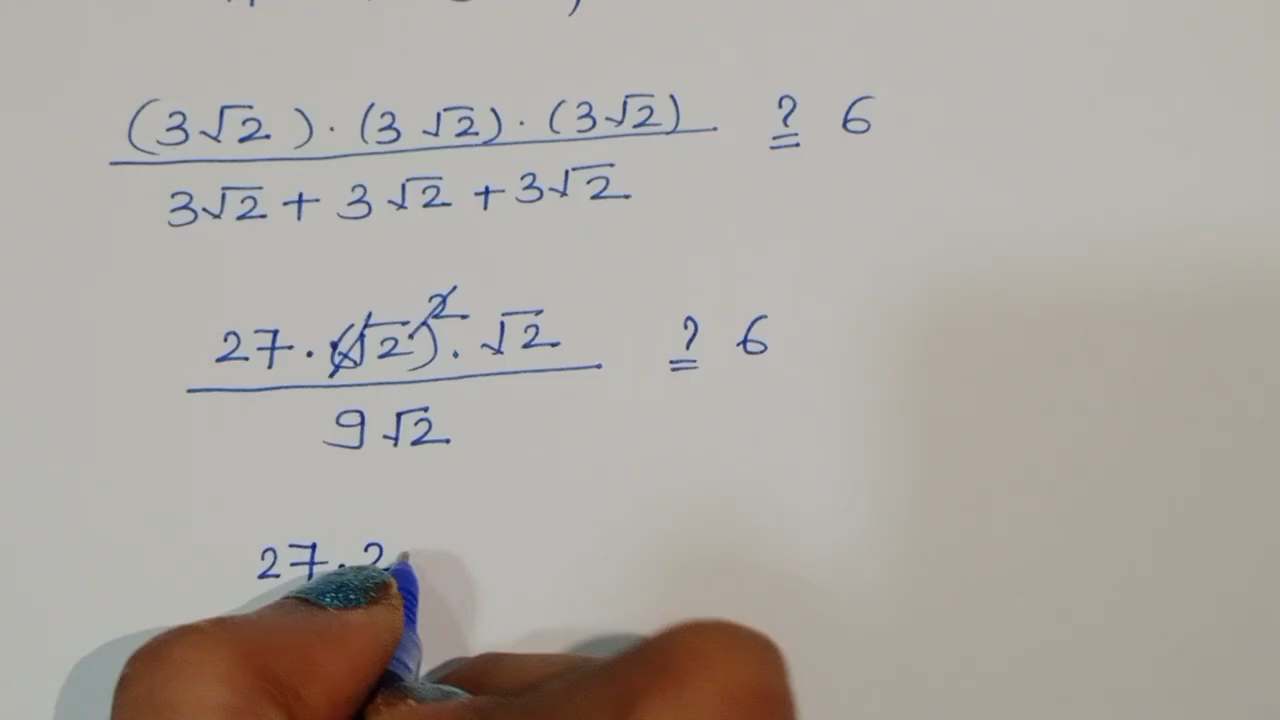 (3√2)·(3√2)·(3√2) ≟ 6
3√2 + 3√2 + 3√2
27·(√2)²·√2 ≟ 6
9√2
27·2